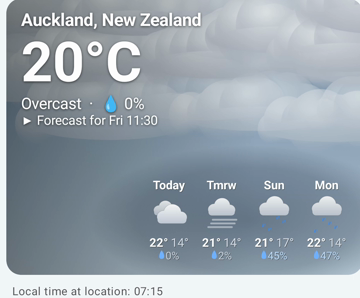 Auckland, New Zealand
20°C
Overcast · 💧 0%
► Forecast for Fri 11:30
Today Tmrw Sun Mon
22° 14° 21° 14° 21° 17° 22° 14°
💧0% 💧2% 💧45% 💧47%
Local time at location: 07:15